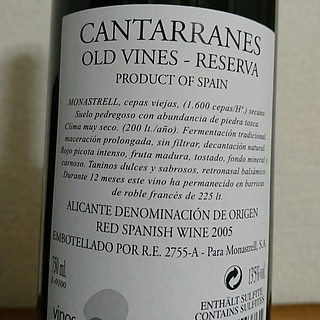 CANTARRANES
OLD VINES - RESERVA
PRODUCT OF SPAIN
MONASTRELL, cepas viejas, (1.600 cepas/Hª.) secano.
Suelo pedregoso con abundancia de piedra tosca.
Clima muy seco. (200 lt./año). Fermentación tradicional,
maceración prolongada, sin filtrar, decantación natural.
Rojo picota intenso, fruta madura, tostado, fondo mineral y
carnoso. Taninos dulces y sabrosos, retronasal balsámico.
Durante 12 meses este vino ha permanecido en barricas
de roble francés de 225 lt.
ALICANTE DENOMINACIÓN DE ORIGEN
RED SPANISH WINE 2005
EMBOTELLADO POR R.E. 2755-A - Para Monastrell, S.A.
750 ml.
L-0100
13'5% vol.
ENTHÄLT SULFITE
CONTAINS SULFITES
vinos